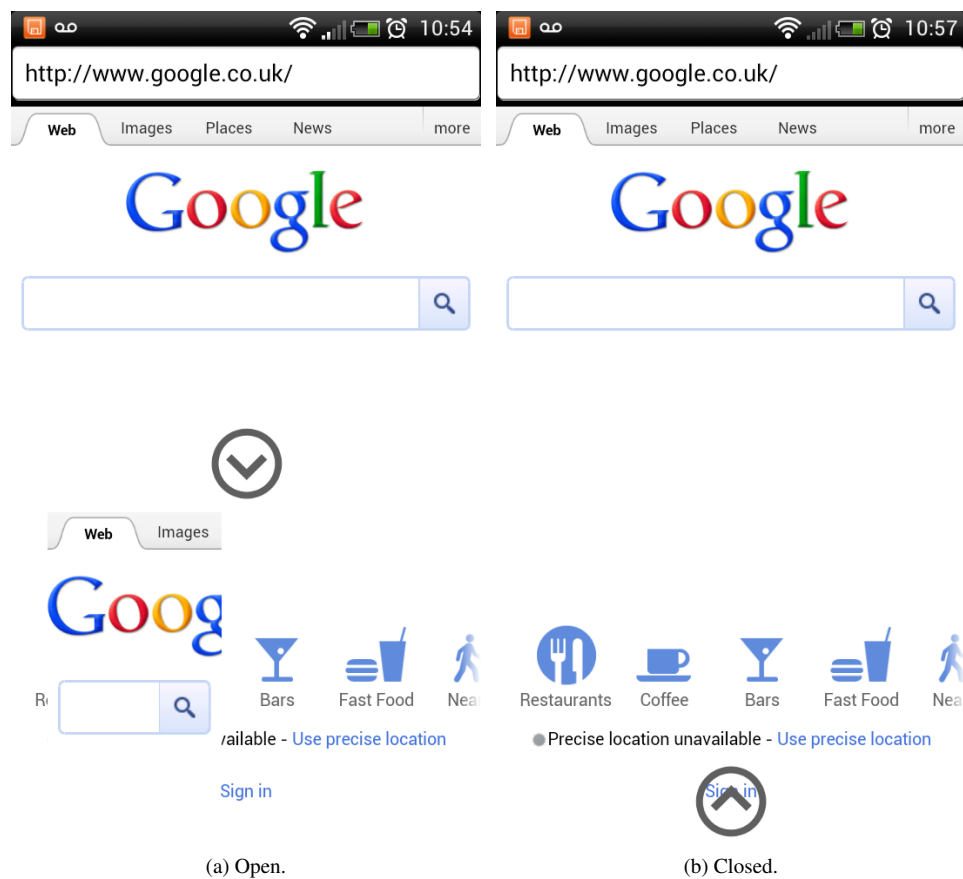 10:54
http://www.google.co.uk/
Web Images Places News more
Google
Web Images
Goog
R
Bars Fast Food Nea
vailable - Use precise location
Sign in
(a) Open.
10:57
http://www.google.co.uk/
Web Images Places News more
Google
Restaurants Coffee Bars Fast Food Nea
Precise location unavailable - Use precise location
Sign in
(b) Closed.